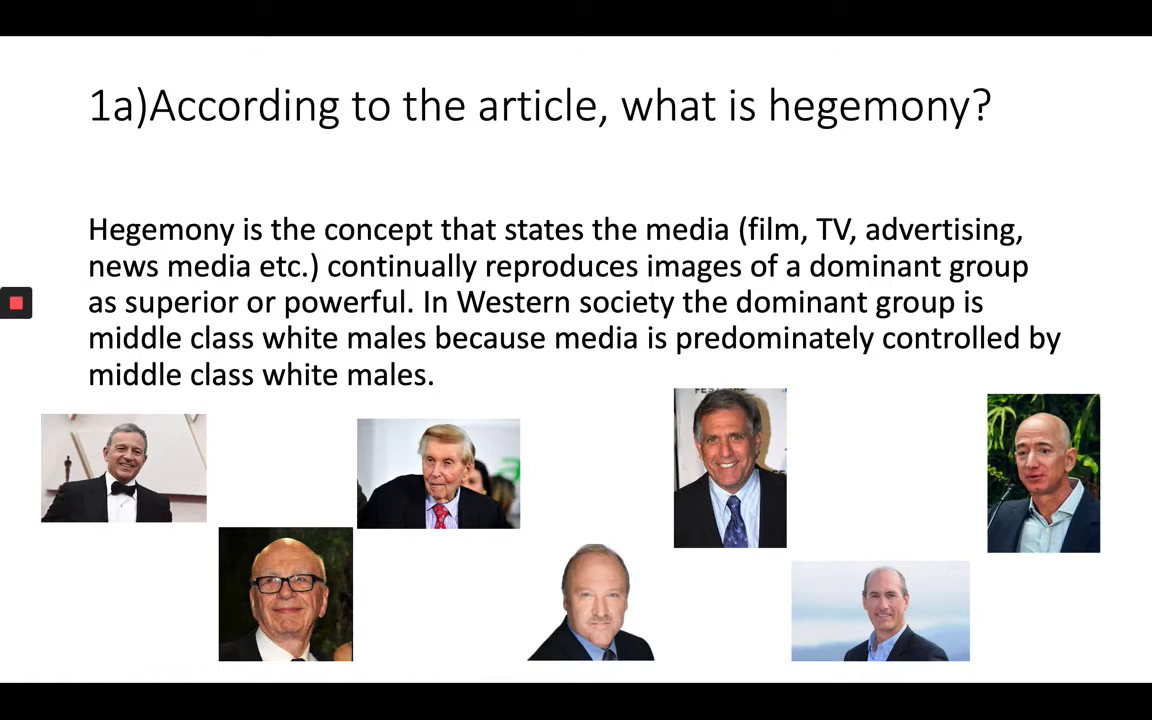 1a)According to the article, what is hegemony?
Hegemony is the concept that states the media (film, TV, advertising,
news media etc.) continually reproduces images of a dominant group
as superior or powerful. In Western society the dominant group is
middle class white males because media is predominately controlled by
middle class white males.